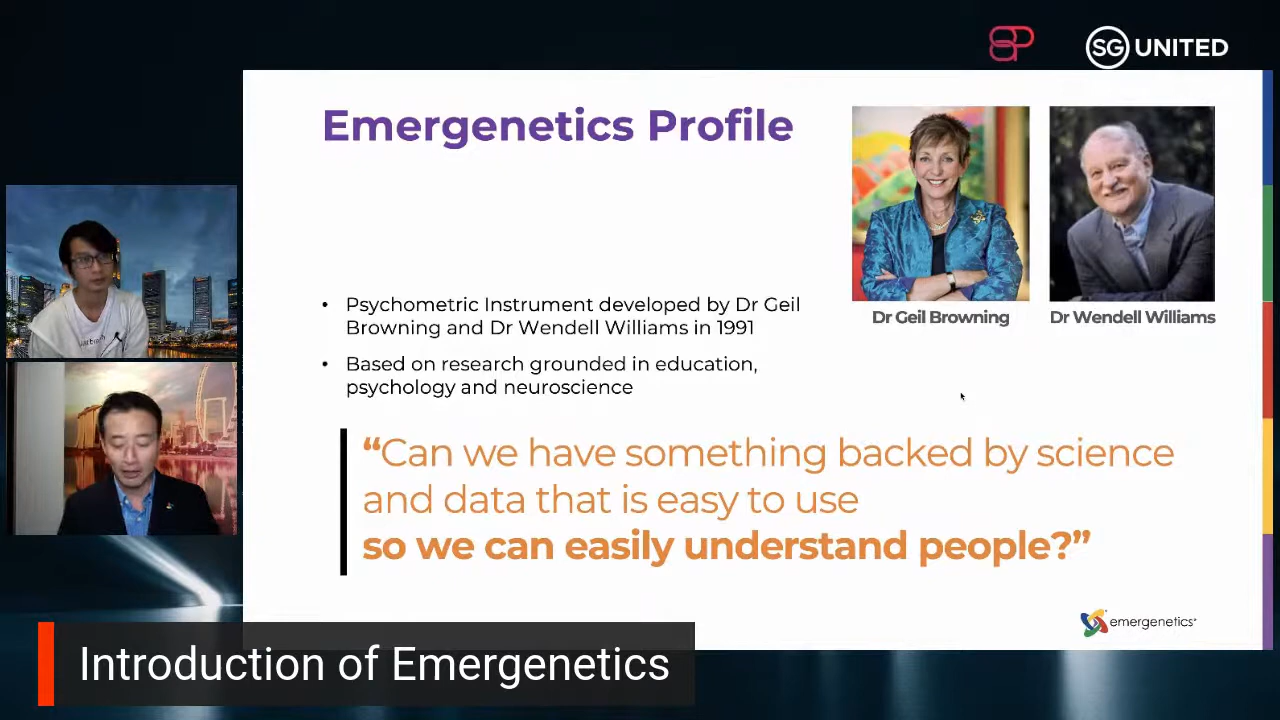 SG UNITED
Emergenetics Profile
Dr Geil Browning
Dr Wendell Williams
• Psychometric Instrument developed by Dr Geil
Browning and Dr Wendell Williams in 1991
• Based on research grounded in education,
psychology and neuroscience
“Can we have something backed by science
and data that is easy to use
so we can easily understand people?”
emergenetics
Introduction of Emergenetics